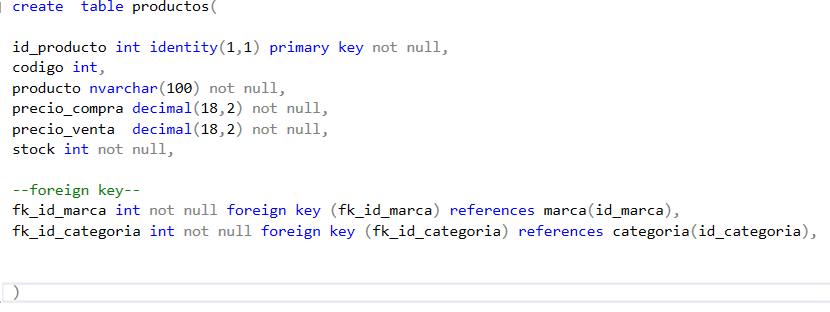 create  table productos(
id_producto int identity(1,1) primary key not null,
codigo int,
producto nvarchar(100) not null,
precio_compra decimal(18,2) not null,
precio_venta  decimal(18,2) not null,
stock int not null,
--foreign key--
fk_id_marca int not null foreign key (fk_id_marca) references marca(id_marca),
fk_id_categoria int not null foreign key (fk_id_categoria) references categoria(id_categoria),
)